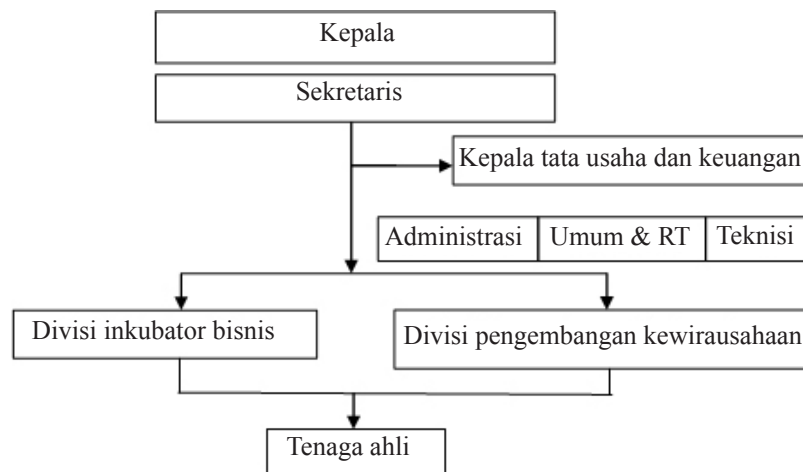 Kepala
Sekretaris
Kepala tata usaha dan keuangan
Administrasi
Umum & RT
Teknisi
Divisi inkubator bisnis
Divisi pengembangan kewirausahaan
Tenaga ahli